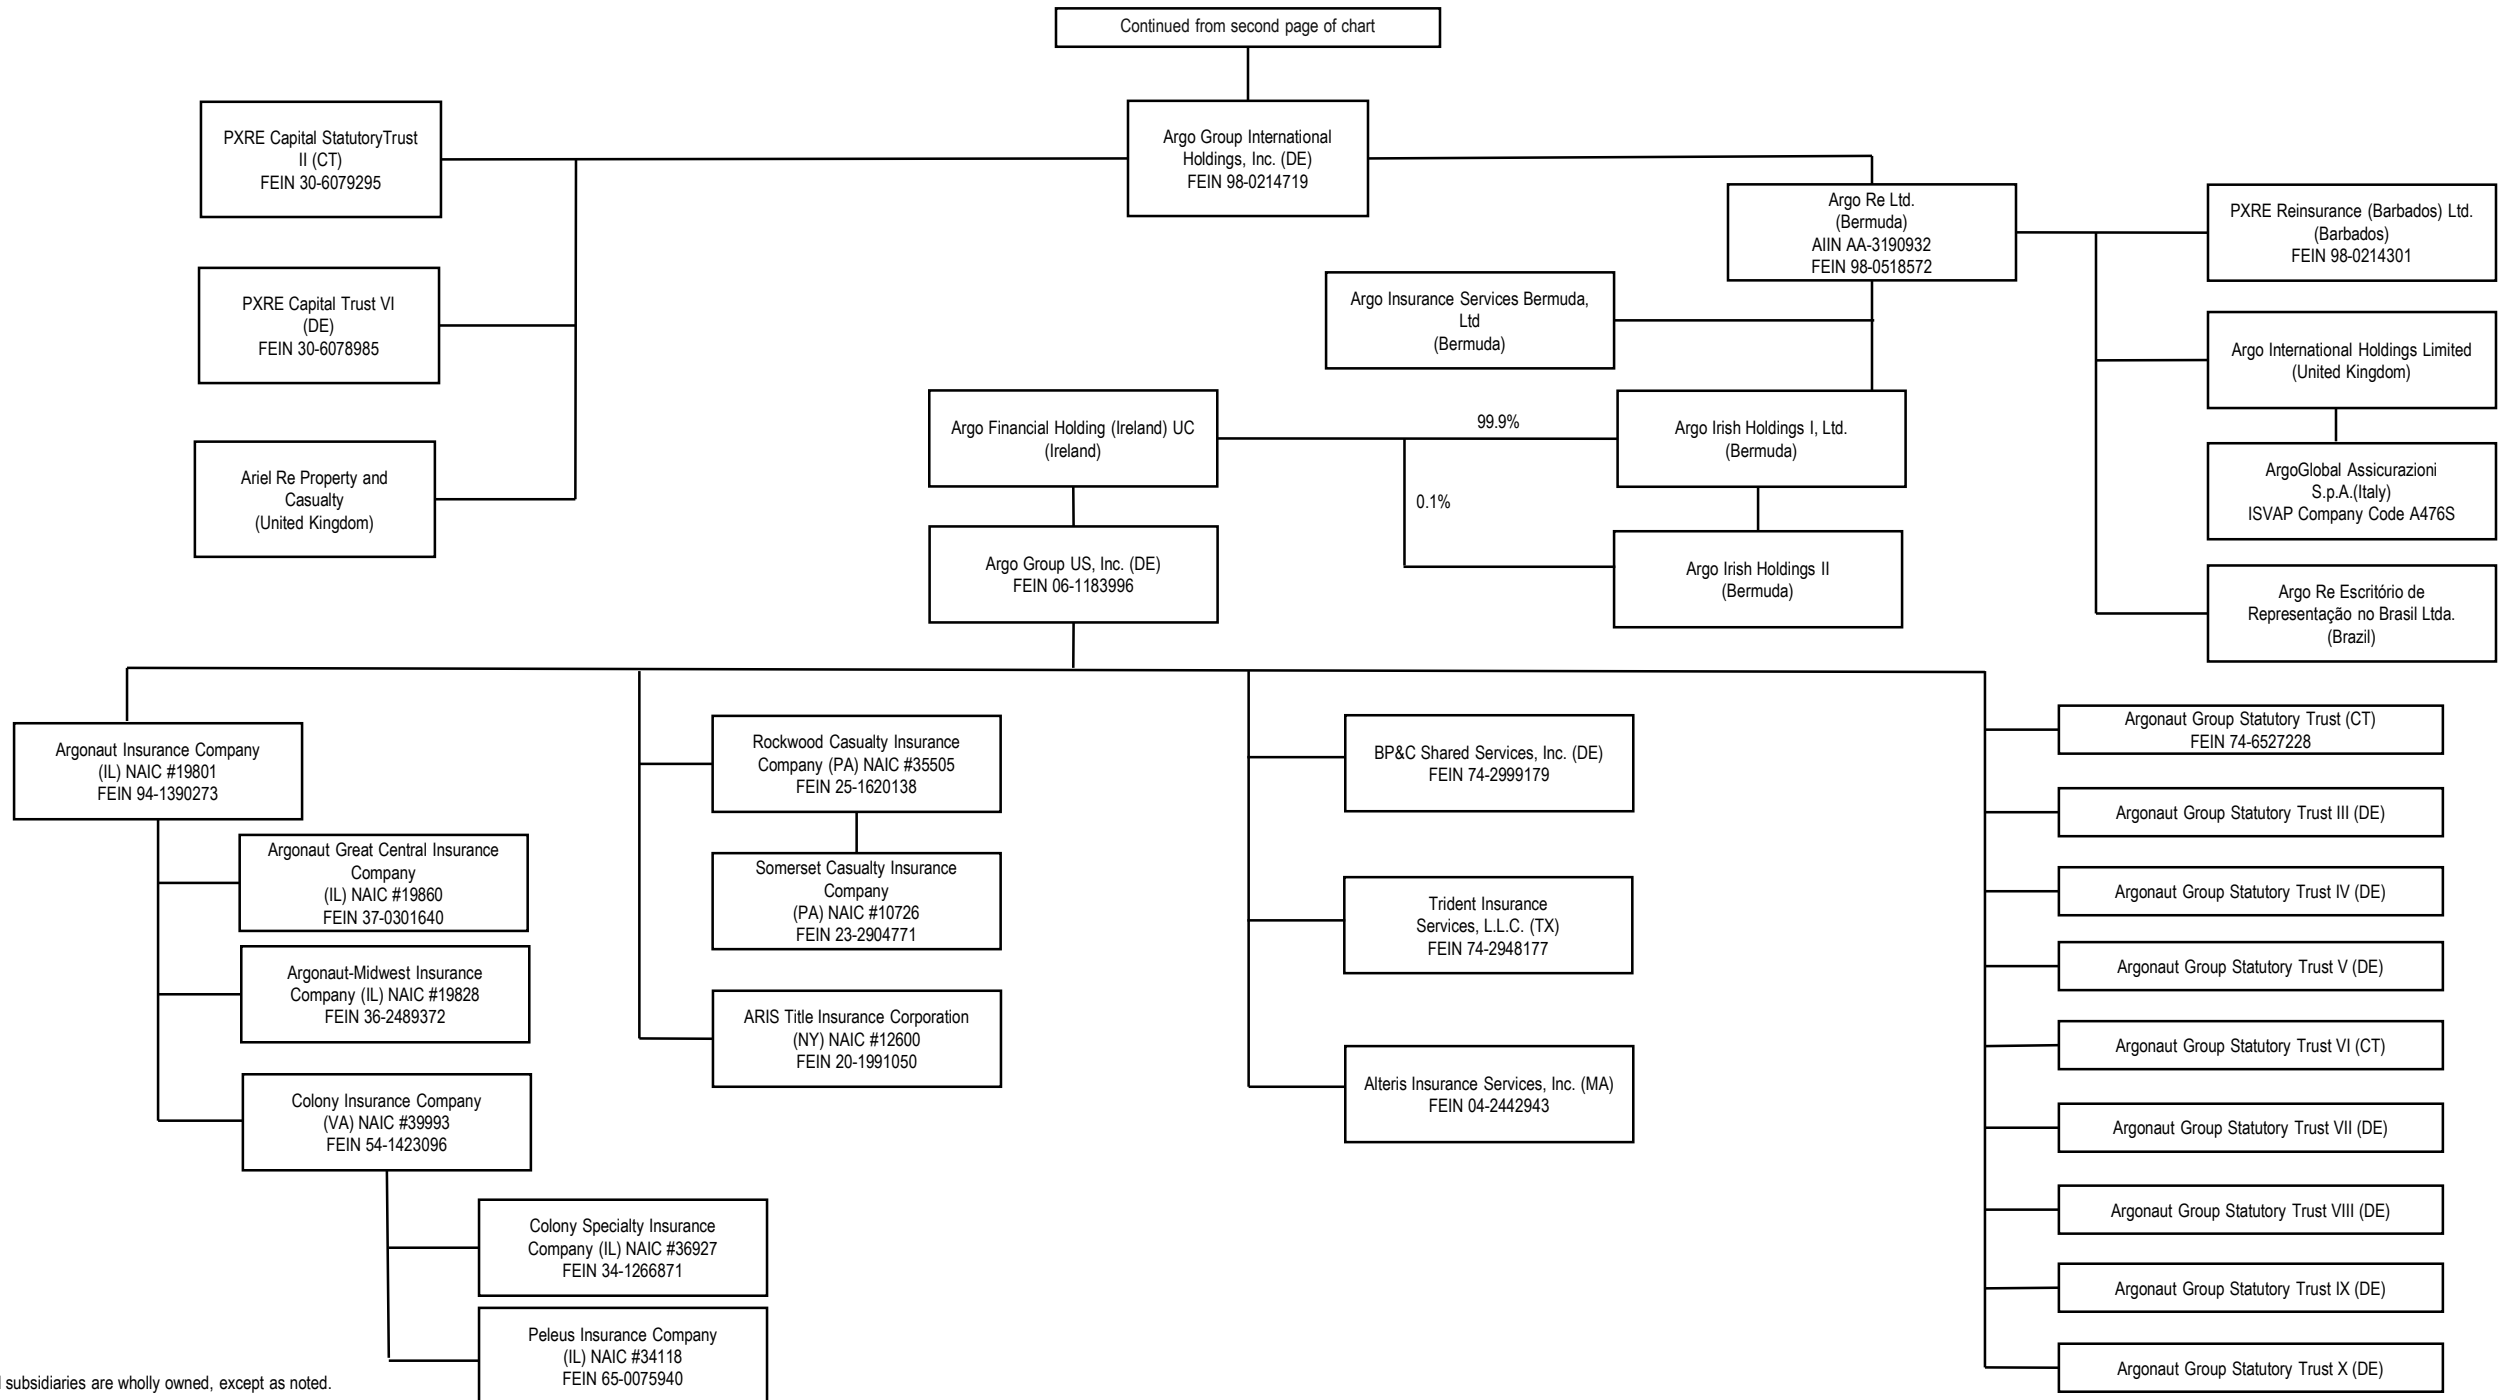 Continued from second page of chart
PXRE Capital StatutoryTrust
II (CT)
FEIN 30-6079295
Argo Group International
Holdings, Inc. (DE)
FEIN 98-0214719
Argo Re Ltd.
(Bermuda)
AIIN AA-3190932
FEIN 98-0518572
PXRE Reinsurance (Barbados) Ltd.
(Barbados)
FEIN 98-0214301
PXRE Capital Trust VI
(DE)
FEIN 30-6078985
Argo Insurance Services Bermuda,
Ltd
(Bermuda)
Argo International Holdings Limited
(United Kingdom)
Argo Financial Holding (Ireland) UC
(Ireland)
99.9%
Argo Irish Holdings I, Ltd.
(Bermuda)
0.1%
ArgoGlobal Assicurazioni
S.p.A.(Italy)
ISVAP Company Code A476S
Ariel Re Property and
Casualty
(United Kingdom)
Argo Group US, Inc. (DE)
FEIN 06-1183996
Argo Irish Holdings II
(Bermuda)
Argo Re Escritório de
Representação no Brasil Ltda.
(Brazil)
Argonaut Insurance Company
(IL) NAIC #19801
FEIN 94-1390273
Argonaut Great Central Insurance
Company
(IL) NAIC #19860
FEIN 37-0301640
Argonaut-Midwest Insurance
Company (IL) NAIC #19828
FEIN 36-2489372
Colony Insurance Company
(VA) NAIC #39993
FEIN 54-1423096
Colony Specialty Insurance
Company (IL) NAIC #36927
FEIN 34-1266871
Peleus Insurance Company
(IL) NAIC #34118
FEIN 65-0075940
Rockwood Casualty Insurance
Company (PA) NAIC #35505
FEIN 25-1620138
Somerset Casualty Insurance
Company
(PA) NAIC #10726
FEIN 23-2904771
ARIS Title Insurance Corporation
(NY) NAIC #12600
FEIN 20-1991050
BP&C Shared Services, Inc. (DE)
FEIN 74-2999179
Trident Insurance
Services, L.L.C. (TX)
FEIN 74-2948177
Alteris Insurance Services, Inc. (MA)
FEIN 04-2442943
Argonaut Group Statutory Trust (CT)
FEIN 74-6527228
Argonaut Group Statutory Trust III (DE)
Argonaut Group Statutory Trust IV (DE)
Argonaut Group Statutory Trust V (DE)
Argonaut Group Statutory Trust VI (CT)
Argonaut Group Statutory Trust VII (DE)
Argonaut Group Statutory Trust VIII (DE)
Argonaut Group Statutory Trust IX (DE)
Argonaut Group Statutory Trust X (DE)
subsidiaries are wholly owned, except as noted.